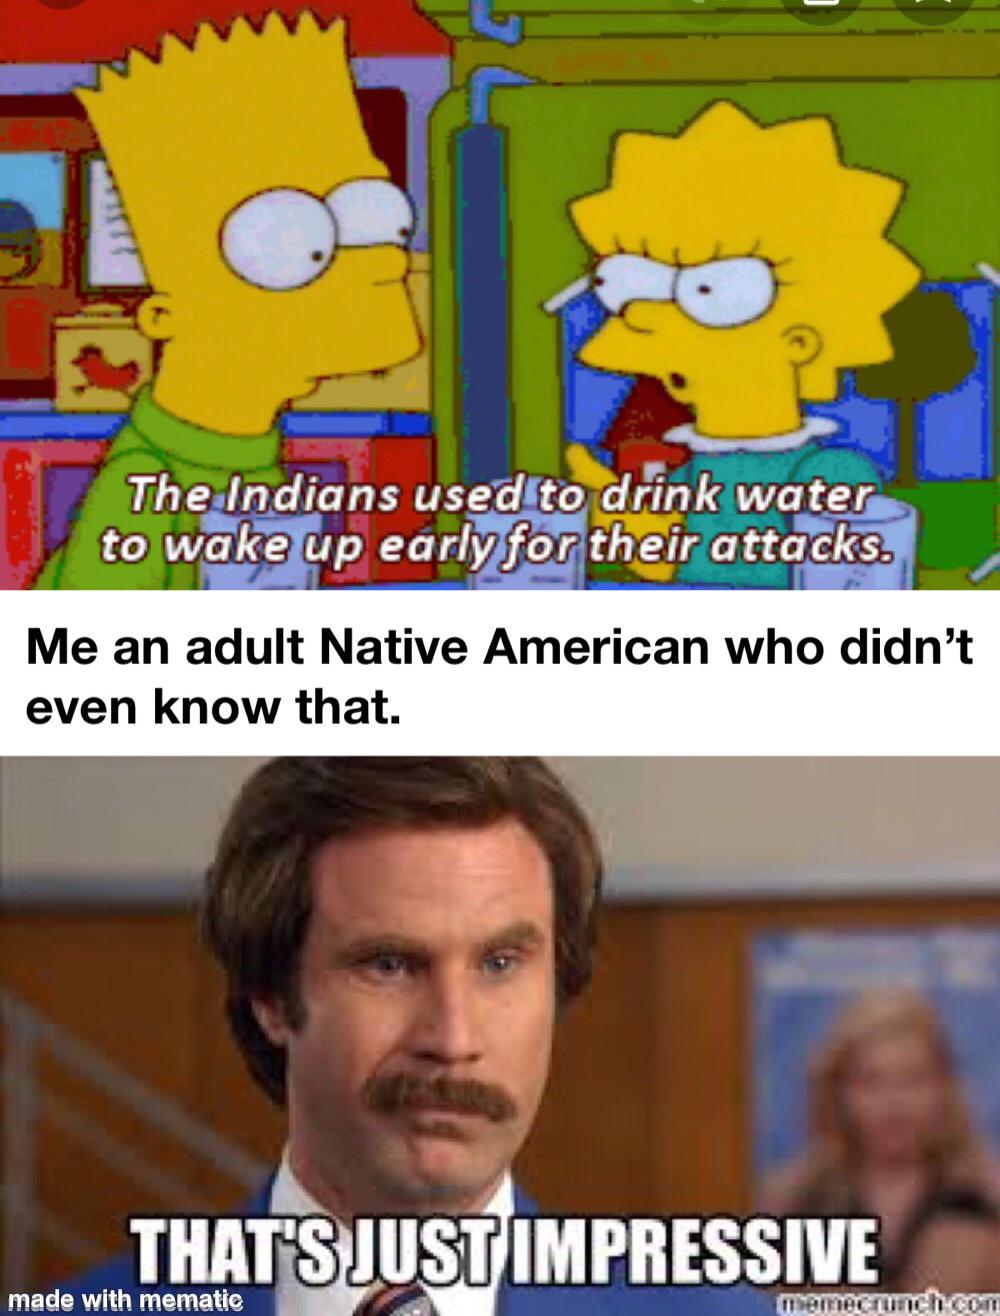 The Indians used to drink water
to wake up early for their attacks.
Me an adult Native American who didn’t
even know that.
THAT'S JUST IMPRESSIVE
made with mematic
memecrunch.com